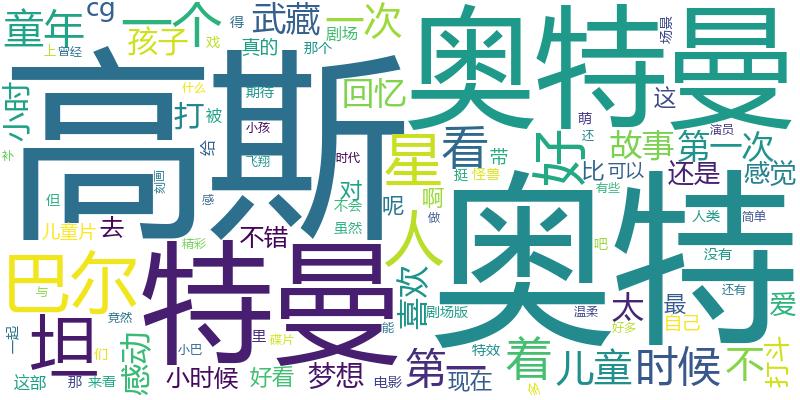 童年
cg
一个
武藏
得
一次
上
曾经
孩子
戏
真的
剧场
那个
奥特曼
场景
小时
高斯
打
被
期待
回忆
这
给
小孩
星
看
好
萌
还
故事
第一次
演员
飞翔
时代
对
带
比
可以
还是
感觉
刻画
挺
怪兽
但
感
不会
呢
啊
有些
儿童片
去
虽然
做
人
奥特
人类
简单
精彩
不错
吧
没有
巴尔
特曼
喜欢
与
竟然
里
碟片
剧场版
温柔
太
最
还有
爱
坦
们
能
好多
自己
一起
感动
小巴
特效
着
儿童
时候
不
打斗
这部
那
来看
小时候
好看
梦想
电影
第一
现在
什么